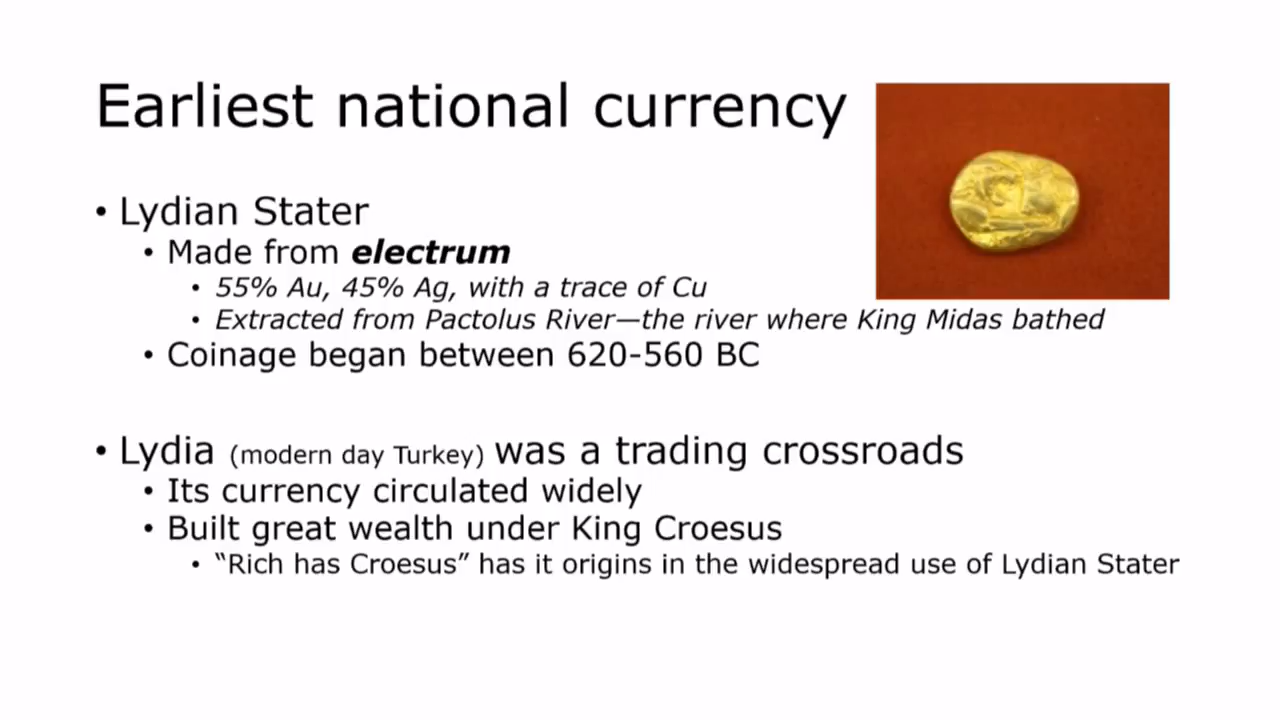 Earliest national currency
• Lydian Stater
• Made from electrum
• 55% Au, 45% Ag, with a trace of Cu
• Extracted from Pactolus River—the river where King Midas bathed
• Coinage began between 620-560 BC
• Lydia (modern day Turkey) was a trading crossroads
• Its currency circulated widely
• Built great wealth under King Croesus
• “Rich has Croesus” has it origins in the widespread use of Lydian Stater